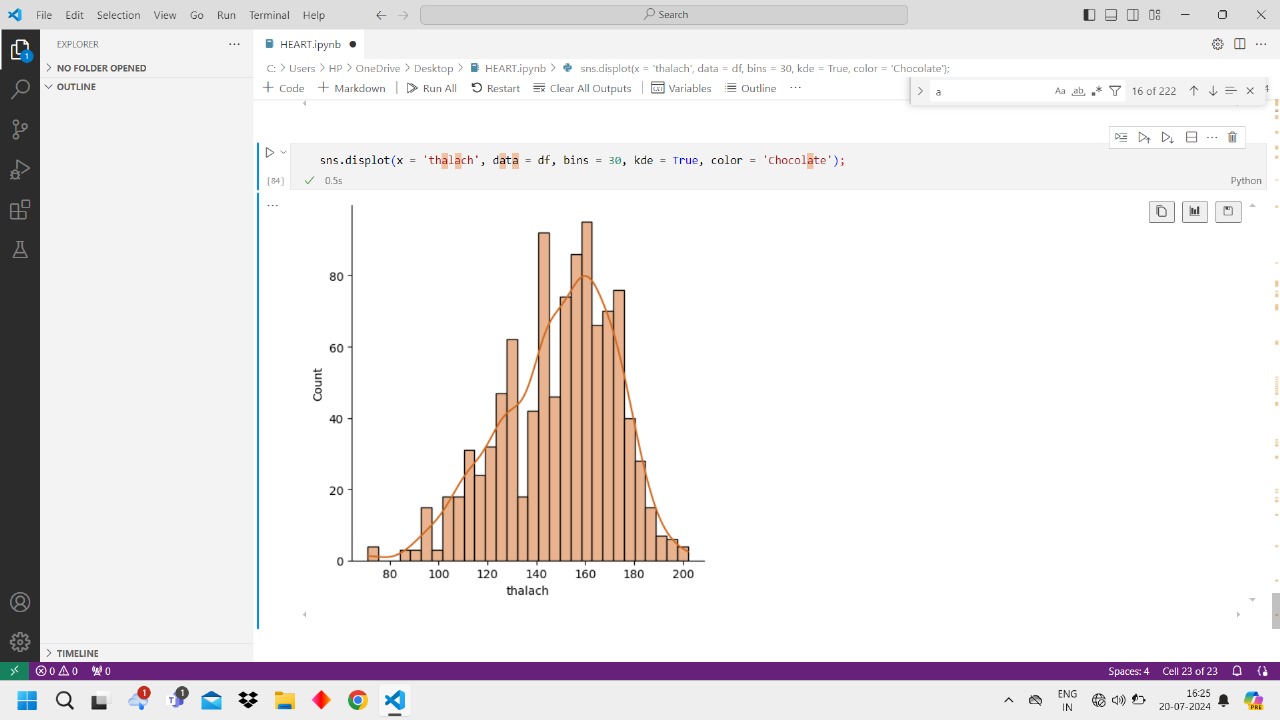 File Edit Selection View Go Run Terminal Help
Search
EXPLORER
NO FOLDER OPENED
OUTLINE
HEART.ipynb
C: > Users > HP > OneDrive > Desktop > HEART.ipynb > sns.displot(x = 'thalach', data = df, bins = 30, kde = True, color = 'Chocolate');
+ Code + Markdown Run All Restart Clear All Outputs Variables Outline ...
a
Aa ab .* 16 of 222
sns.displot(x = 'thalach', data = df, bins = 30, kde = True, color = 'Chocolate');
[84] 0.5s Python
80
60
40
20
0
Count
80 100 120 140 160 180 200
thalach
TIMELINE
0 0 0
Spaces: 4 Cell 23 of 23
1
1
1
ENG
IN
16:25
20-07-2024
PRE